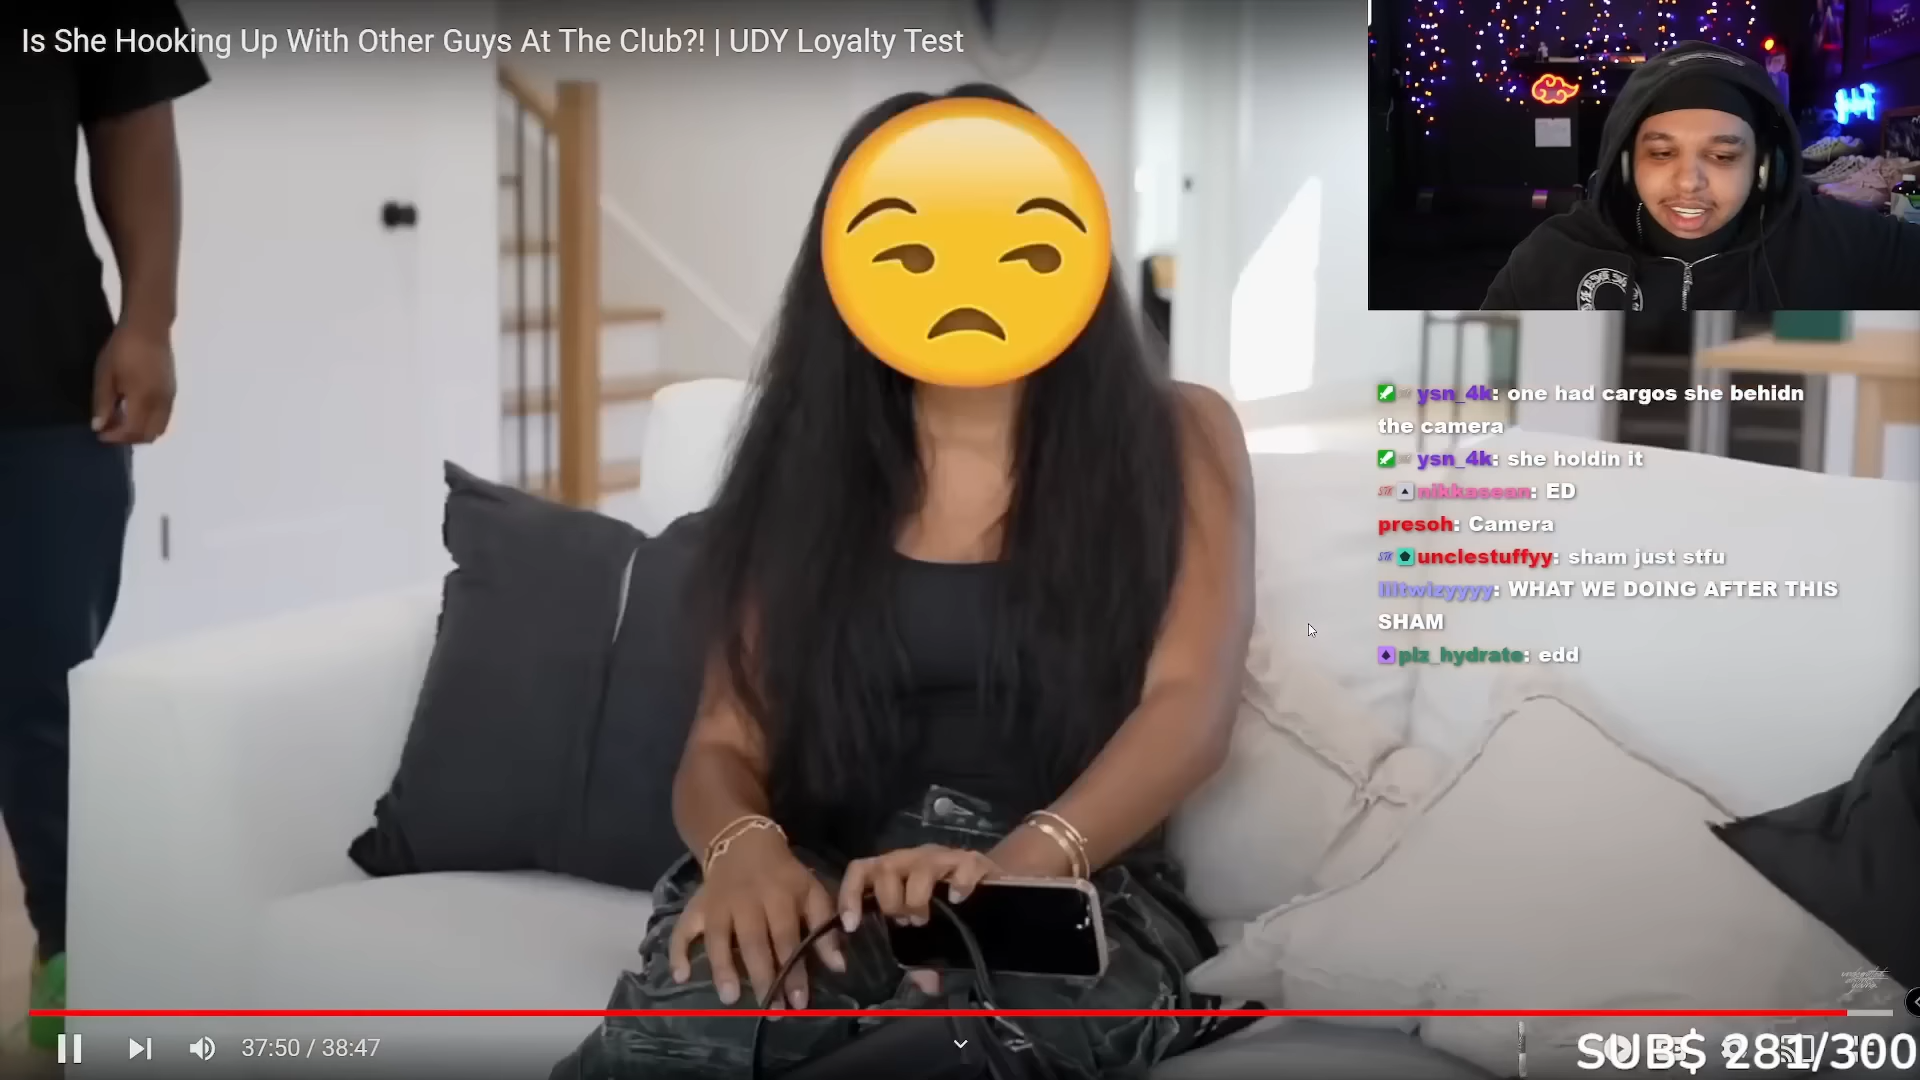 Is She Hooking Up With Other Guys At The Club?! | UDY Loyalty Test
ysn_4k: one had cargos she behidn
the camera
ysn_4k: she holdin it
nikkasean: ED
presoh: Camera
unclestuffyy: sham just stfu
WHAT WE DOING AFTER THIS
SHAM
plz_hydrate: edd
37:50 / 38:47
SUB$ 281/300